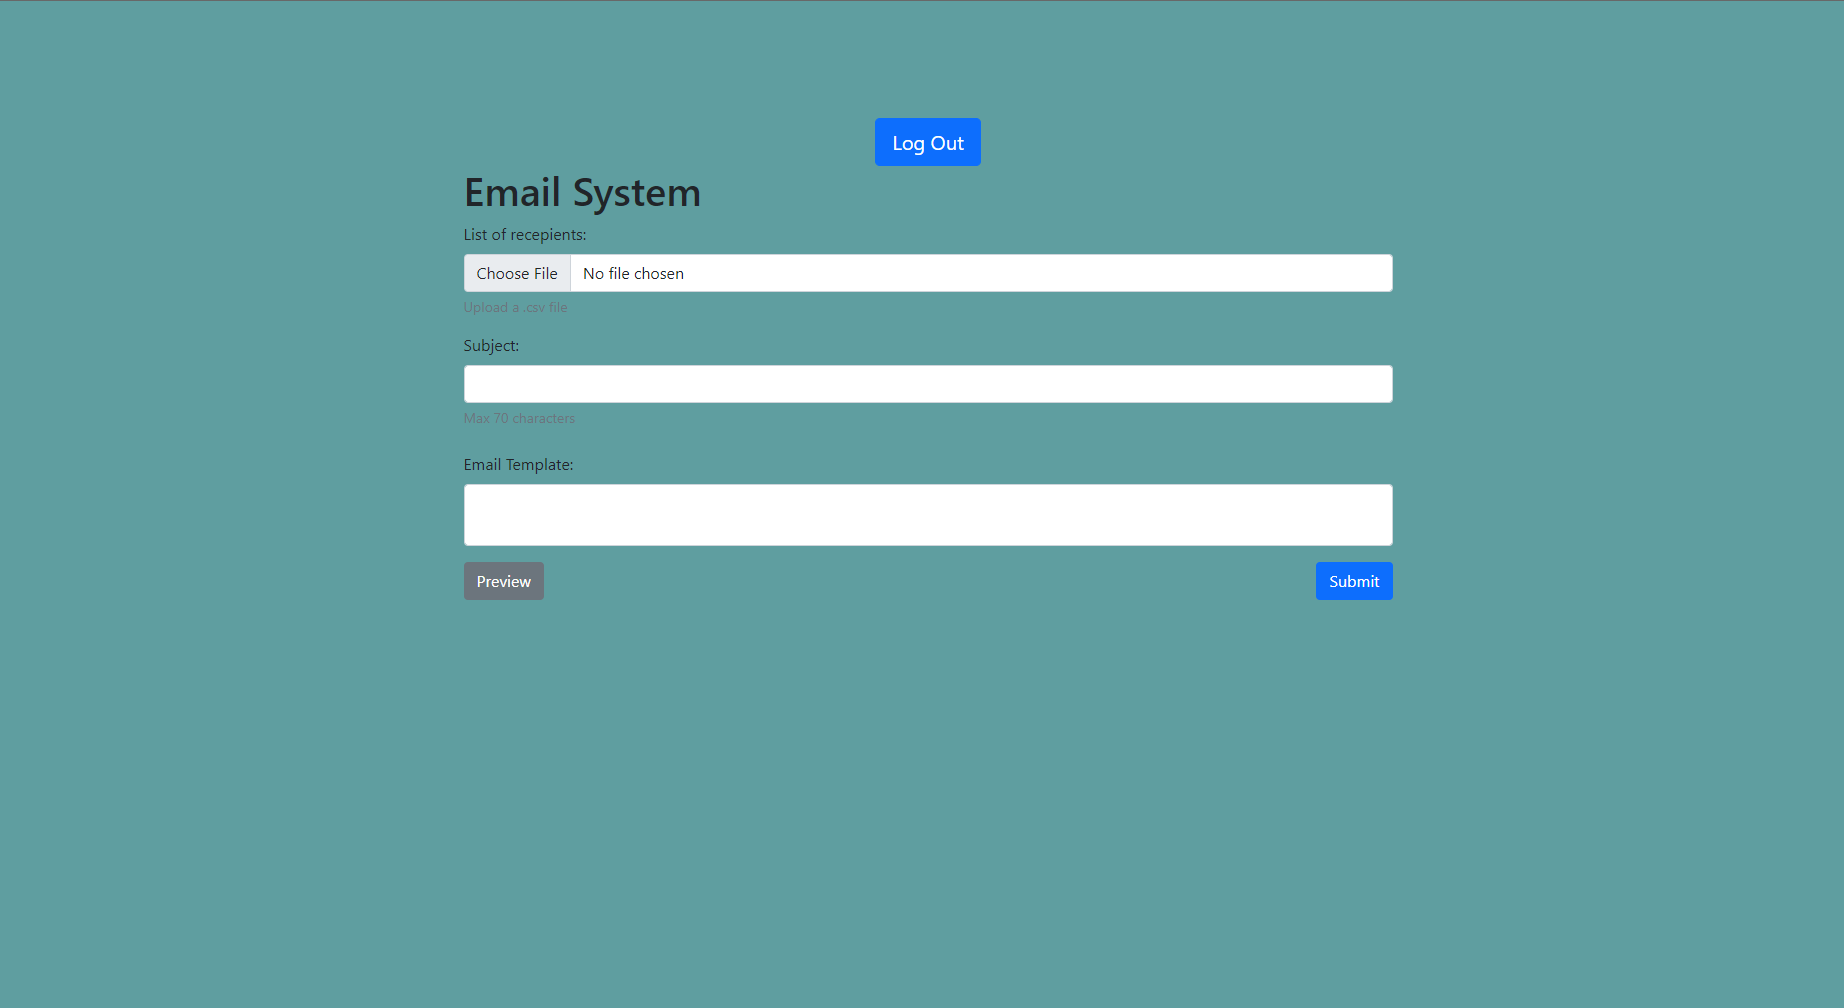 Log Out
Email System
List of recepients:
Choose File No file chosen
Upload a .csv file
Subject:
Max 70 characters
Email Template:
Preview Submit